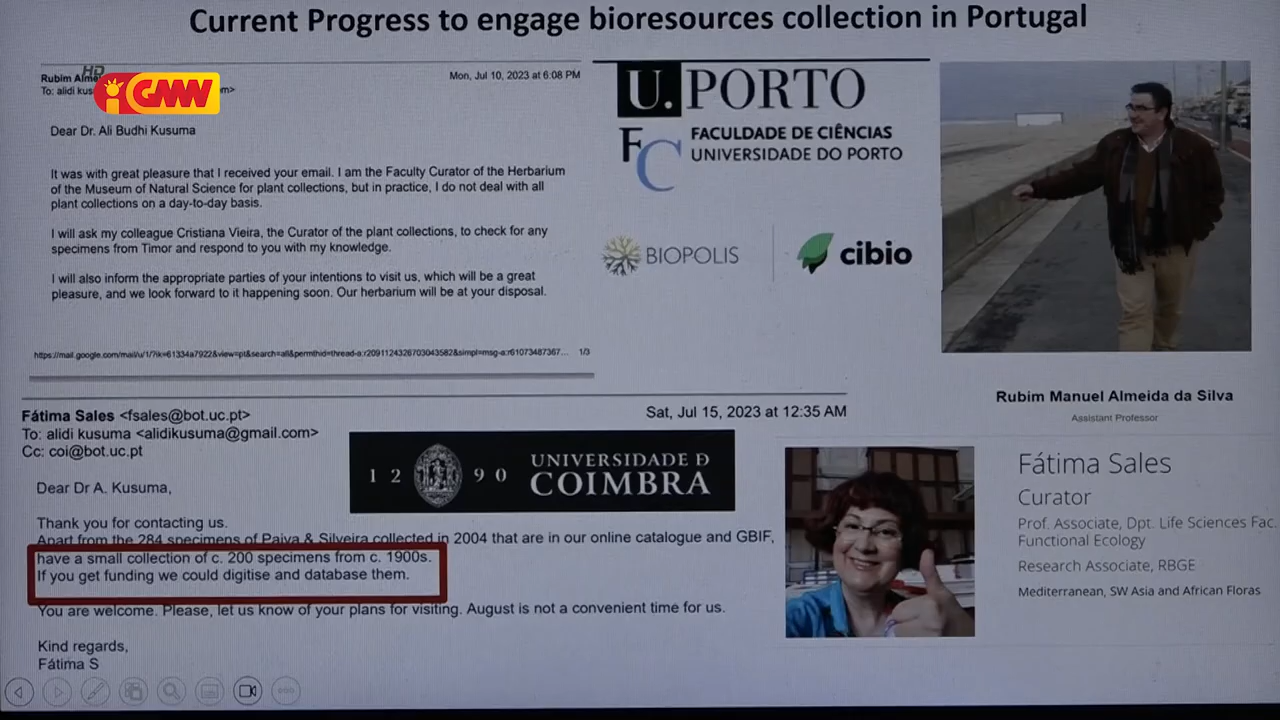 Current Progress to engage bioresources collection in Portugal
HD
iGMN
Rubim Alme
Mon, Jul 10, 2023 at 6:08 PM
To: alidi kus m>
Dear Dr. Ali Budhi Kusuma
It was with great pleasure that I received your email. I am the Faculty Curator of the Herbarium
of the Museum of Natural Science for plant collections, but in practice, I do not deal with all
plant collections on a day-to-day basis.
I will ask my colleague Cristiana Vieira, the Curator of the plant collections, to check for any
specimens from Timor and respond to you with my knowledge.
I will also inform the appropriate parties of your intentions to visit us, which will be a great
pleasure, and we look forward to it happening soon. Our herbarium will be at your disposal.
1/3
U.PORTO
FC FACULDADE DE CIÊNCIAS
UNIVERSIDADE DO PORTO
BIOPOLIS
cibio
Rubim Manuel Almeida da Silva
Assistant Professor
Fátima Sales <fsales@bot.uc.pt>
Sat, Jul 15, 2023 at 12:35 AM
To: alidi kusuma <alidikusuma@gmail.com>
Cc: coi@bot.uc.pt
12 90 UNIVERSIDADE Ð
COIMBRA
Dear Dr A. Kusuma,
Thank you for contacting us.
Apart from the 284 specimens of Paiva & Silveira collected in 2004 that are in our online catalogue and GBIF,
have a small collection of c. 200 specimens from c. 1900s.
If you get funding we could digitise and database them.
You are welcome. Please, let us know of your plans for visiting. August is not a convenient time for us.
Kind regards,
Fátima S
Fátima Sales
Curator
Prof. Associate, Dpt. Life Sciences Fac.
Functional Ecology
Research Associate, RBGE
Mediterranean, SW Asia and African Floras